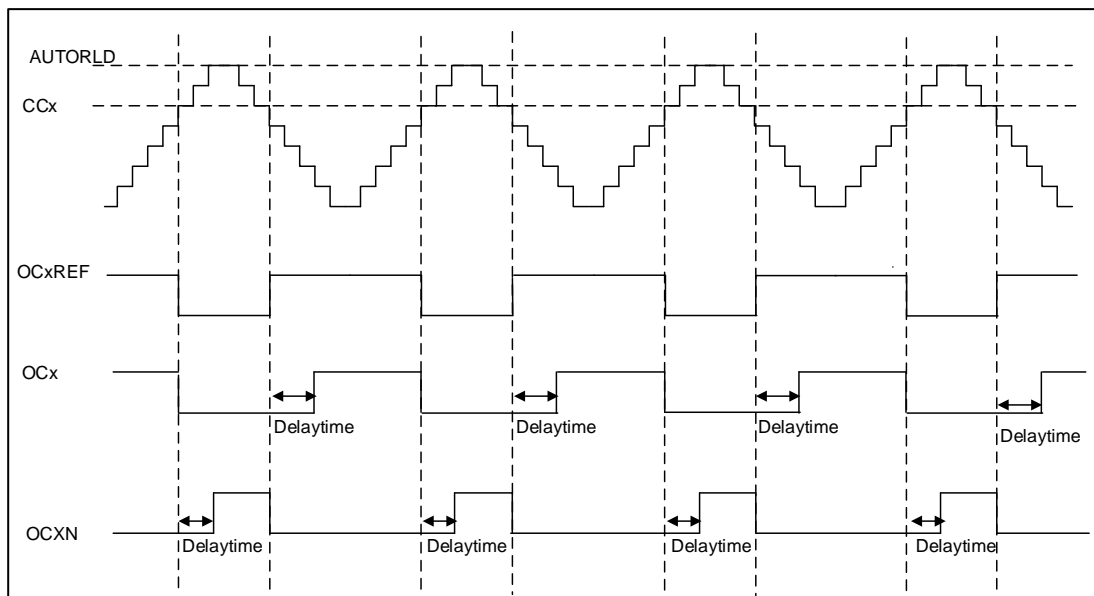 AUTORLD
CCx
OCxREF
OCx
Delaytime
Delaytime
Delaytime
Delaytime
OCXN
Delaytime
Delaytime
Delaytime
Delaytime